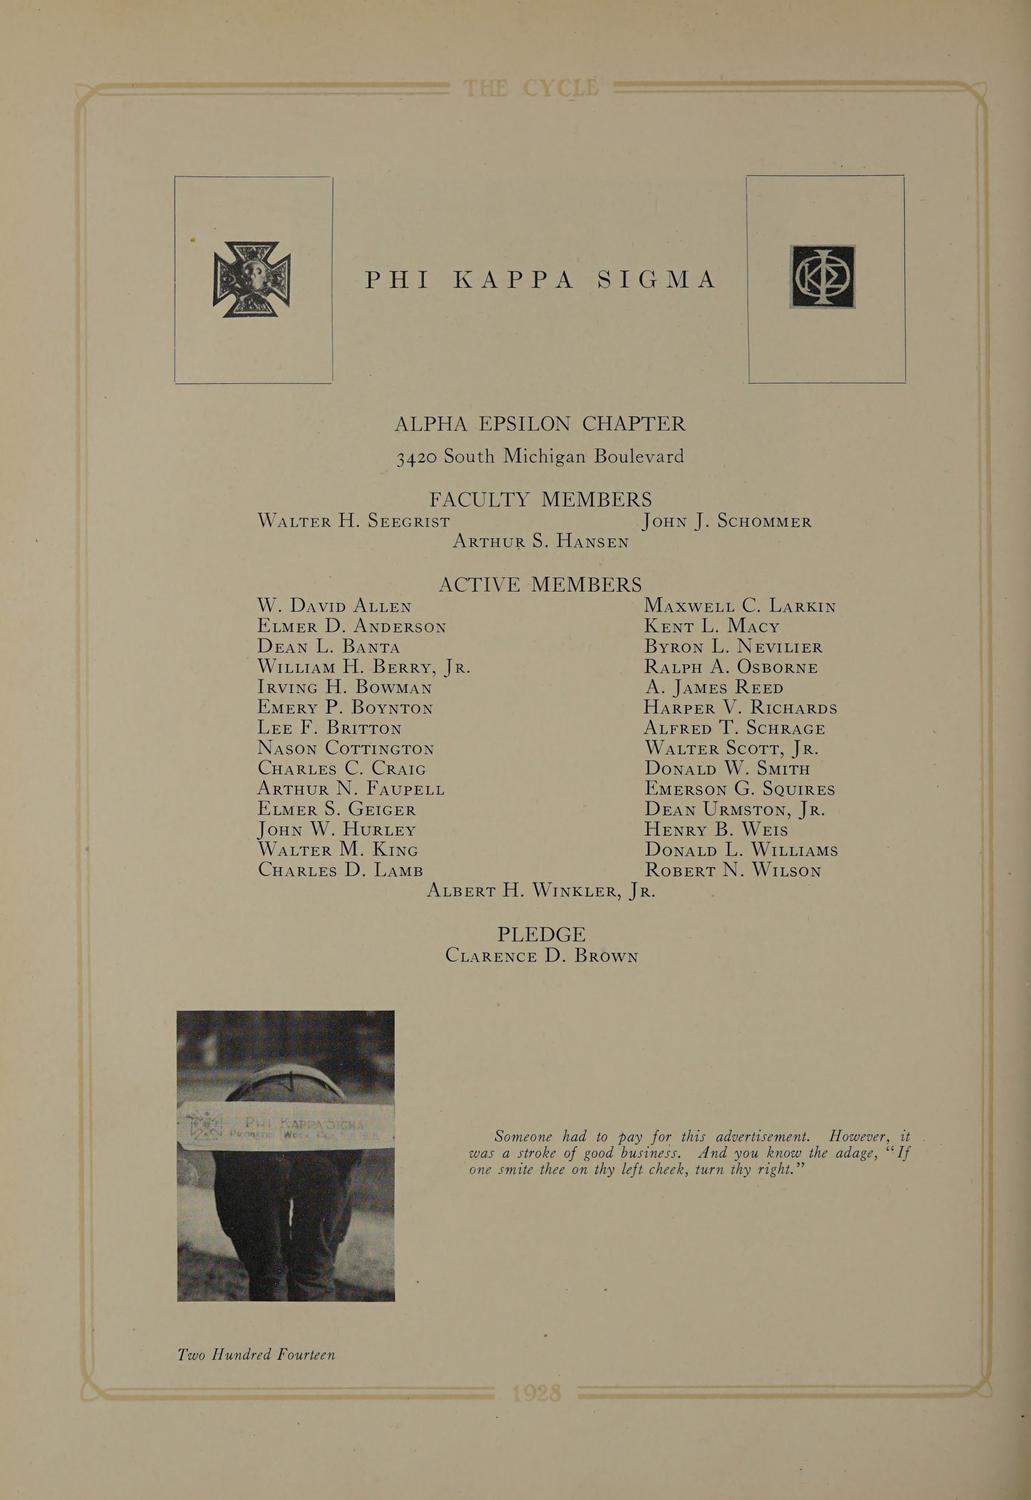 THE CYCLE
PHI KAPPA SIGMA
ΦΚΣ
ALPHA EPSILON CHAPTER
3420 South Michigan Boulevard
FACULTY MEMBERS
WALTER H. SEEGRIST JOHN J. SCHOMMER
ARTHUR S. HANSEN
ACTIVE MEMBERS
W. DAVID ALLEN MAXWELL C. LARKIN
ELMER D. ANDERSON KENT L. MACY
DEAN L. BANTA BYRON L. NEVILIER
WILLIAM H. BERRY, JR. RALPH A. OSBORNE
IRVING H. BOWMAN A. JAMES REED
EMERY P. BOYNTON HARPER V. RICHARDS
LEE F. BRITTON ALFRED T. SCHRAGE
NASON COTTINGTON WALTER SCOTT, JR.
CHARLES C. CRAIG DONALD W. SMITH
ARTHUR N. FAUPELL EMERSON G. SQUIRES
ELMER S. GEIGER DEAN URMSTON, JR.
JOHN W. HURLEY HENRY B. WEIS
WALTER M. KING DONALD L. WILLIAMS
CHARLES D. LAMB ROBERT N. WILSON
ALBERT H. WINKLER, JR.
PLEDGE
CLARENCE D. BROWN
PHI KAPPA SIGMA
Someone had to pay for this advertisement. However, it
was a stroke of good business. And you know the adage, "If
one smite thee on thy left cheek, turn thy right."
Two Hundred Fourteen
1928